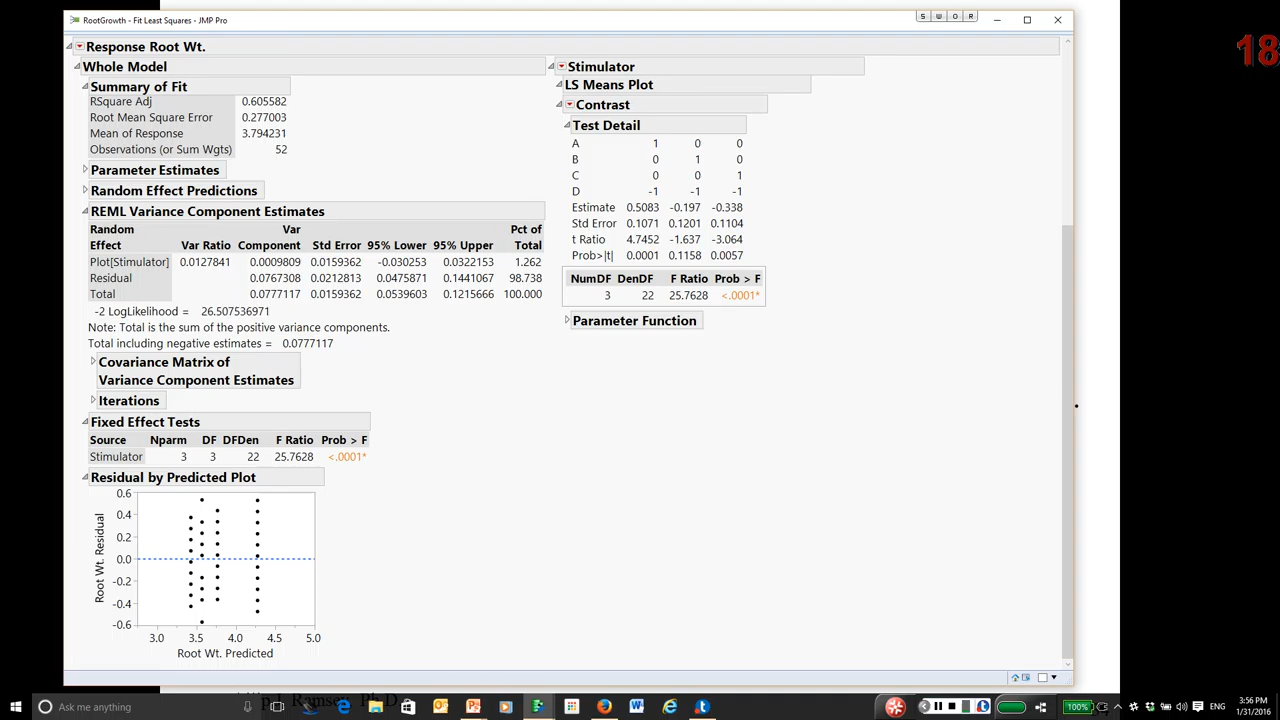 RootGrowth - Fit Least Squares - JMP Pro
S W O R
18
Response Root Wt.
Whole Model
Summary of Fit
RSquare Adj 0.605582
Root Mean Square Error 0.277003
Mean of Response 3.794231
Observations (or Sum Wgts) 52
Parameter Estimates
Random Effect Predictions
REML Variance Component Estimates
Random Var Pct of
Effect Var Ratio Component Std Error 95% Lower 95% Upper Total
Plot[Stimulator] 0.0127841 0.0009809 0.0159362 -0.030253 0.0322153 1.262
Residual 0.0767308 0.0212813 0.0475871 0.1441067 98.738
Total 0.0777117 0.0159362 0.0539603 0.1215666 100.000
-2 LogLikelihood = 26.507536971
Note: Total is the sum of the positive variance components.
Total including negative estimates = 0.0777117
Covariance Matrix of
Variance Component Estimates
Iterations
Fixed Effect Tests
Source Nparm DF DFDen F Ratio Prob > F
Stimulator 3 3 22 25.7628 <.0001*
Residual by Predicted Plot
0.6
0.4
0.2
0.0
-0.2
-0.4
-0.6
Root Wt. Residual
3.0 3.5 4.0 4.5 5.0
Root Wt. Predicted
Stimulator
LS Means Plot
Contrast
Test Detail
A 1 0 0
B 0 1 0
C 0 0 1
D -1 -1 -1
Estimate 0.5083 -0.197 -0.338
Std Error 0.1071 0.1201 0.1104
t Ratio 4.7452 -1.637 -3.064
Prob>|t| 0.0001 0.1158 0.0057
NumDF DenDF F Ratio Prob > F
3 22 25.7628 <.0001*
Parameter Function
Ask me anything
100%
ENG
3:56 PM
1/31/2016